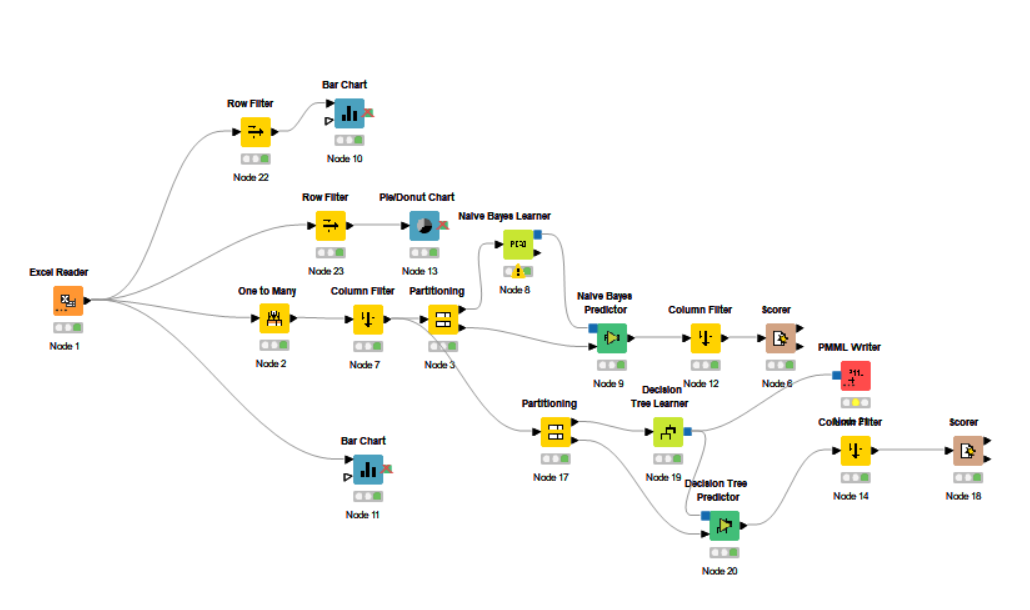 Bar Chart
Row Filter
Node 10
Node 22
Row Filter
Pie/Donut Chart
Naive Bayes Learner
Node 23
Node 13
Excel Reader
Node 8
One to Many
Column Filter
Partitioning
Naive Bayes
Predictor
Column Filter
Scorer
Node 1
PMML Writer
Node 2
Node 7
Node 3
Node 9
Node 12
Node 6
Decision
Tree Learner
Partitioning
Column Filter
Scorer
Bar Chart
Node 17
Node 19
Decision Tree
Predictor
Node 14
Node 18
Node 11
Node 20